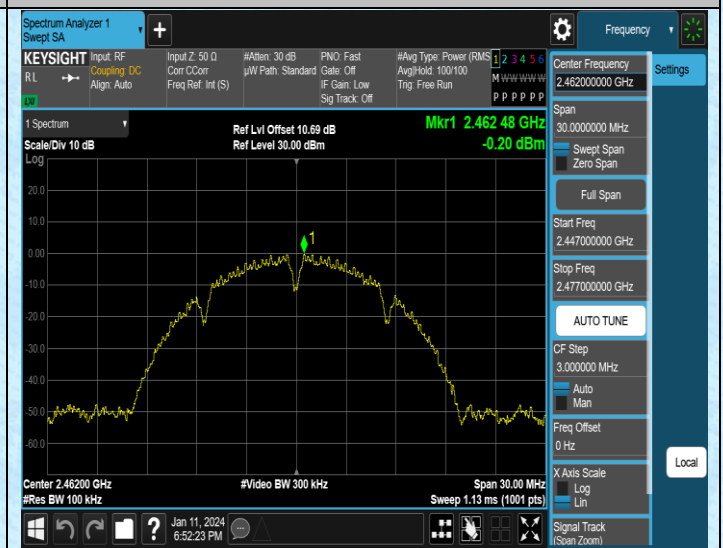 Spectrum Analyzer 1
Swept SA
Frequency
KEYSIGHT
R L
LNI
Input: RF
Coupling: DC
Align: Auto
Input Z: 50 Ω
Corr CCorr
Freq Ref: Int (S)
#Atten: 30 dB
µW Path: Standard
PNO: Fast
Gate: Off
IF Gain: Low
Sig Track: Off
#Avg Type: Power (RMS
Avg|Hold: 100/100
Trig: Free Run
1 2 3 4 5 6
M W W W W W
P P P P P P
1 Spectrum
Scale/Div 10 dB
Log
Ref Lvl Offset 10.69 dB
Ref Level 30.00 dBm
Mkr1 2.462 48 GHz
-0.20 dBm
20.0
10.0
0.00
-10.0
-20.0
-30.0
-40.0
-50.0
-60.0
1
Center 2.46200 GHz
#Res BW 100 kHz
#Video BW 300 kHz
Span 30.00 MHz
Sweep 1.13 ms (1001 pts)
Center Frequency
2.462000000 GHz
Settings
Span
30.0000000 MHz
Swept Span
Zero Span
Full Span
Start Freq
2.447000000 GHz
Stop Freq
2.477000000 GHz
AUTO TUNE
CF Step
3.000000 MHz
Auto
Man
Freq Offset
0 Hz
X Axis Scale
Log
Lin
Local
Signal Track
(Span Zoom)
?
Jan 11, 2024
6:52:23 PM